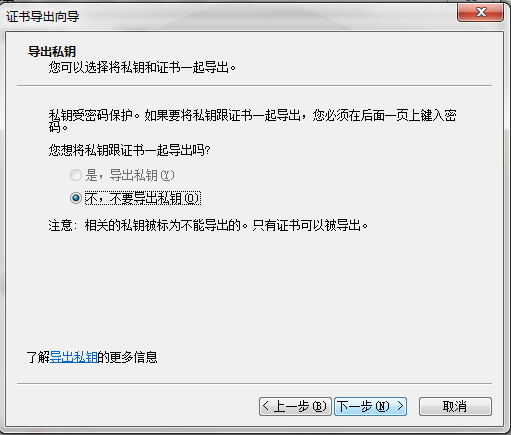 证书导出向导
导出私钥
您可以选择将私钥和证书一起导出。
私钥受密码保护。如果要将私钥跟证书一起导出，您必须在后面一页上键入密
码。
您想将私钥跟证书一起导出吗?
是，导出私钥(Y)
不，不要导出私钥(O)
注意: 相关的私钥被标为不能导出的。只有证书可以被导出。
了解导出私钥的更多信息
< 上一步(B) 下一步(N) > 取消